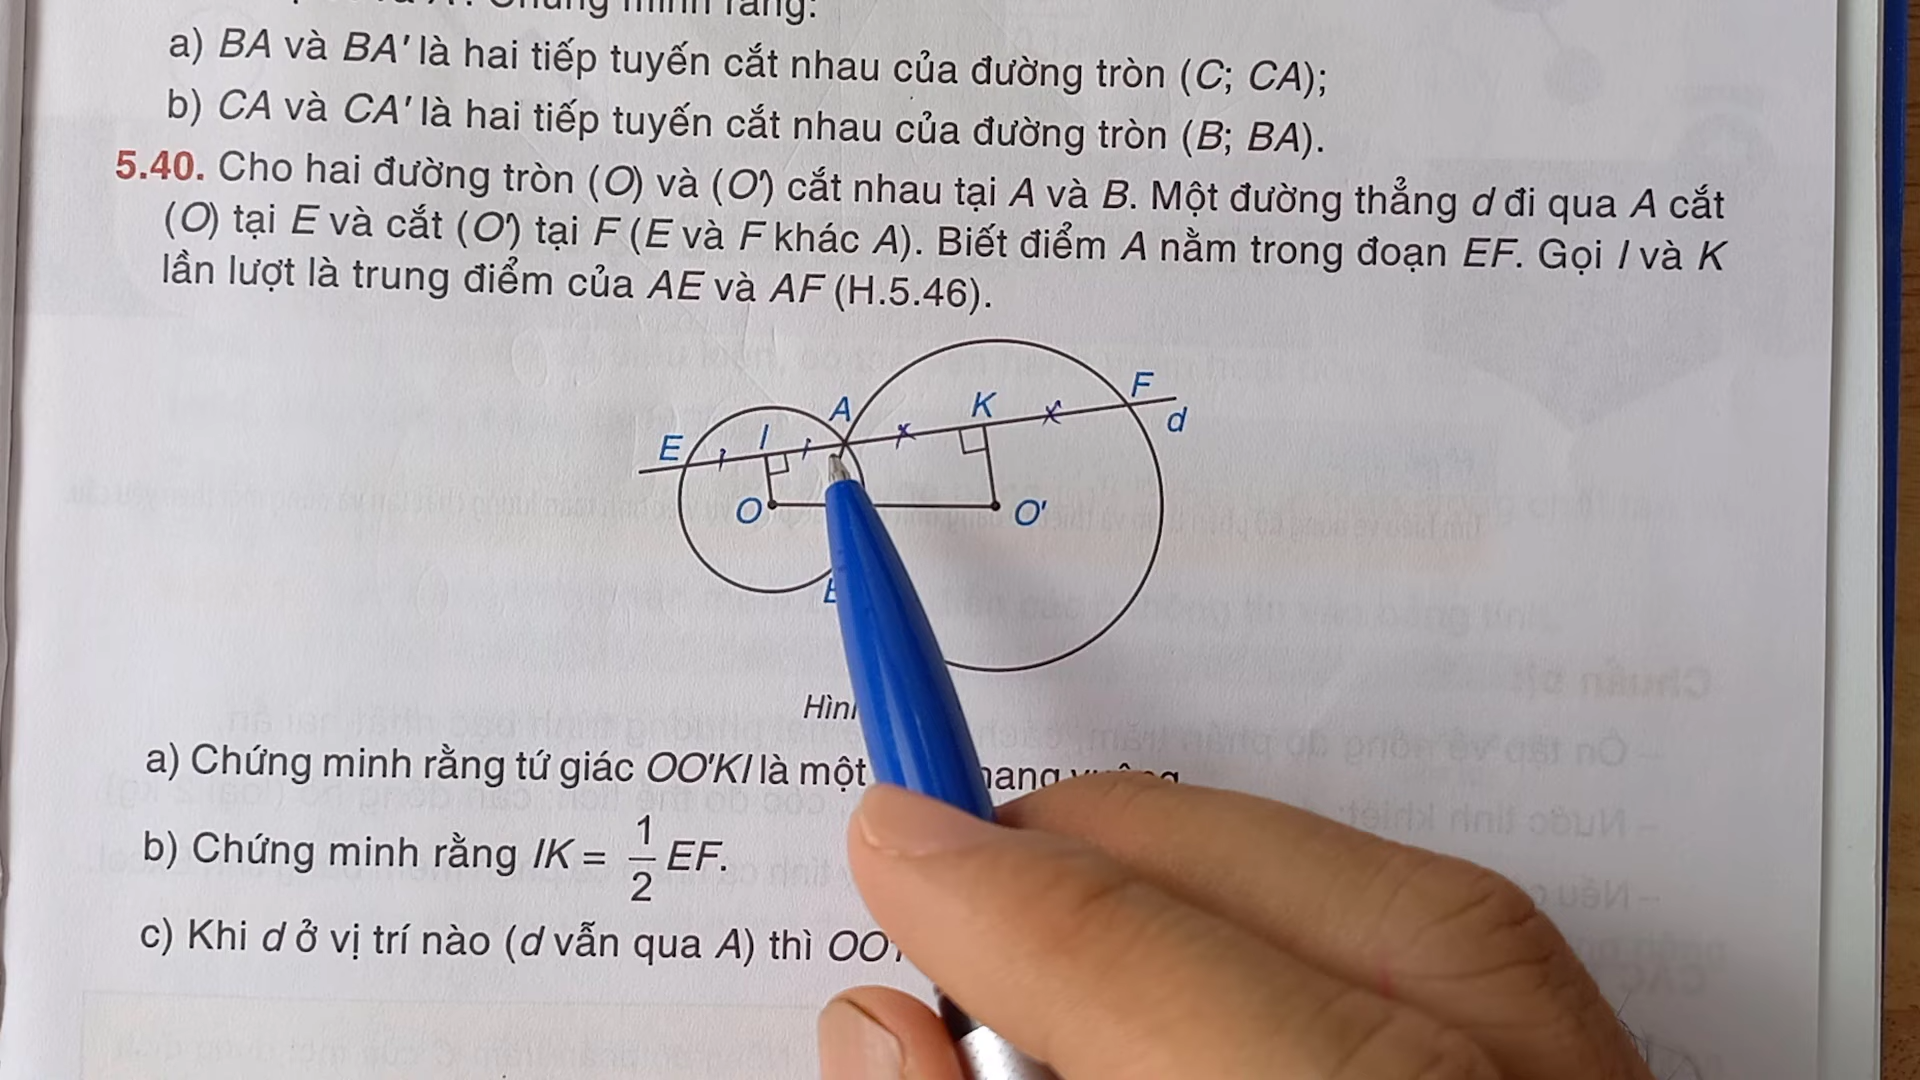 rằng:
a) BA và BA' là hai tiếp tuyến cắt nhau của đường tròn (C; CA);
b) CA và CA' là hai tiếp tuyến cắt nhau của đường tròn (B; BA).
5.40. Cho hai đường tròn (O) và (O') cắt nhau tại A và B. Một đường thẳng d đi qua A cắt
(O) tại E và cắt (O') tại F (E và F khác A). Biết điểm A nằm trong đoạn EF. Gọi I và K
lần lượt là trung điểm của AE và AF (H.5.46).
F
A
K
d
E
I
O
O'
a) Chứng minh rằng tứ giác OO'KI là một
b) Chứng minh rằng IK = 1/2 EF.
c) Khi d ở vị trí nào (d vẫn qua A) thì